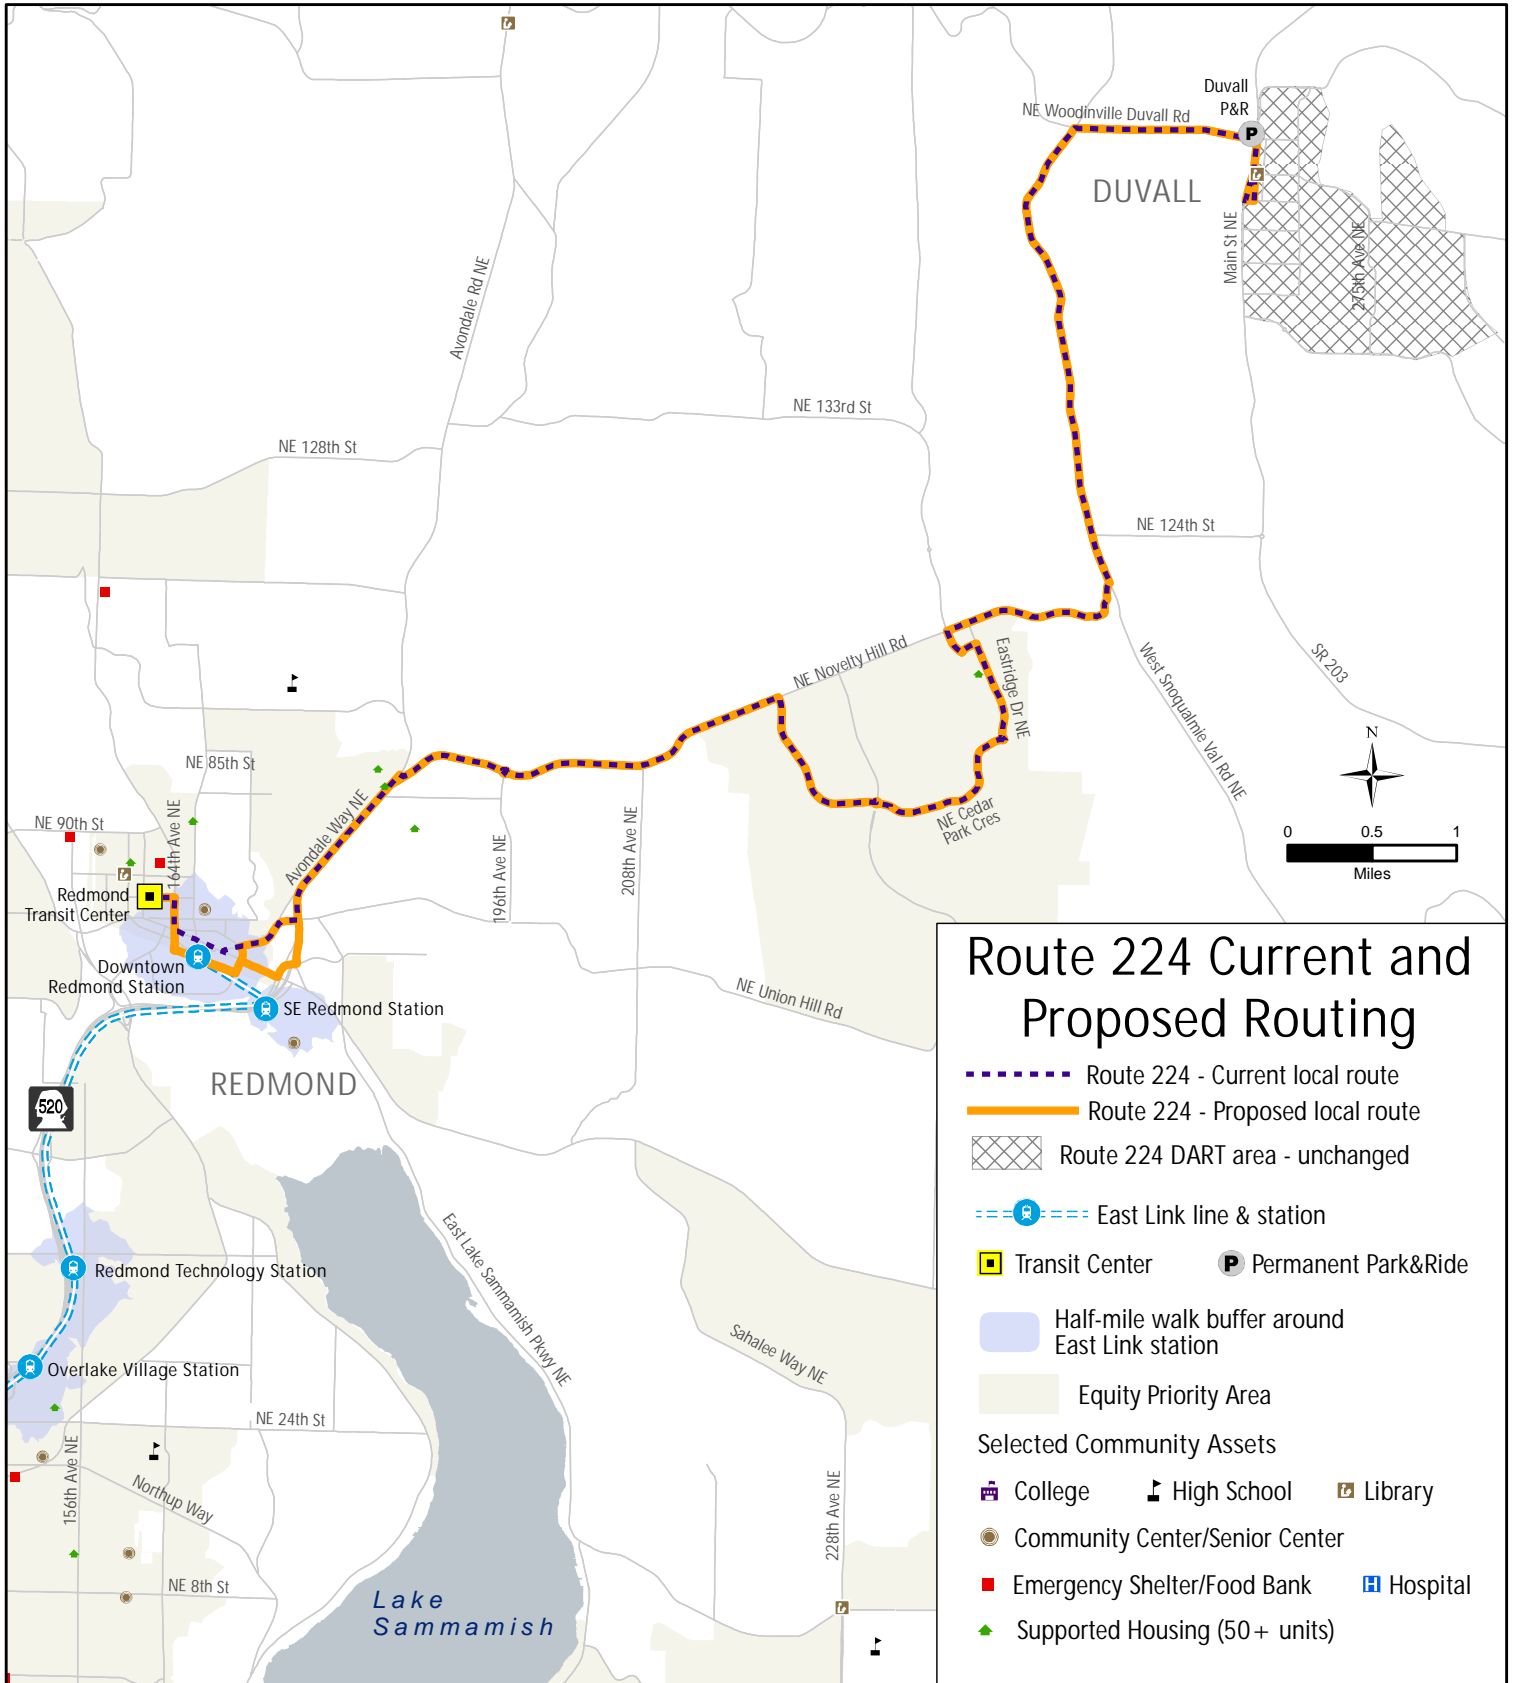 Duvall
P&R
P
NE Woodinville Duvall Rd
DUVALL
Main St NE
275th Ave NE
Avondale Rd NE
NE 133rd St
NE 128th St
NE 124th St
NE Novelty Hill Rd
Eastridge Dr NE
West Snoqualmie Val Rd NE
SR 203
N
NE 85th St
NE 90th St
164th Ave NE
Avondale Way NE
196th Ave NE
208th Ave NE
NE Cedar
Park Cres
0 0.5 1
Miles
Redmond
Transit Center
Downtown
Redmond Station
SE Redmond Station
NE Union Hill Rd
REDMOND
520
Redmond Technology Station
Overlake Village Station
East Lake Sammamish Pkwy NE
Sahalee Way NE
NE 24th St
156th Ave NE
Northup Way
228th Ave NE
NE 8th St
Lake
Sammamish
Route 224 Current and
Proposed Routing
Route 224 - Current local route
Route 224 - Proposed local route
Route 224 DART area - unchanged
East Link line & station
Transit Center
P Permanent Park&Ride
Half-mile walk buffer around
East Link station
Equity Priority Area
Selected Community Assets
College High School Library
Community Center/Senior Center
Emergency Shelter/Food Bank H Hospital
Supported Housing (50+ units)